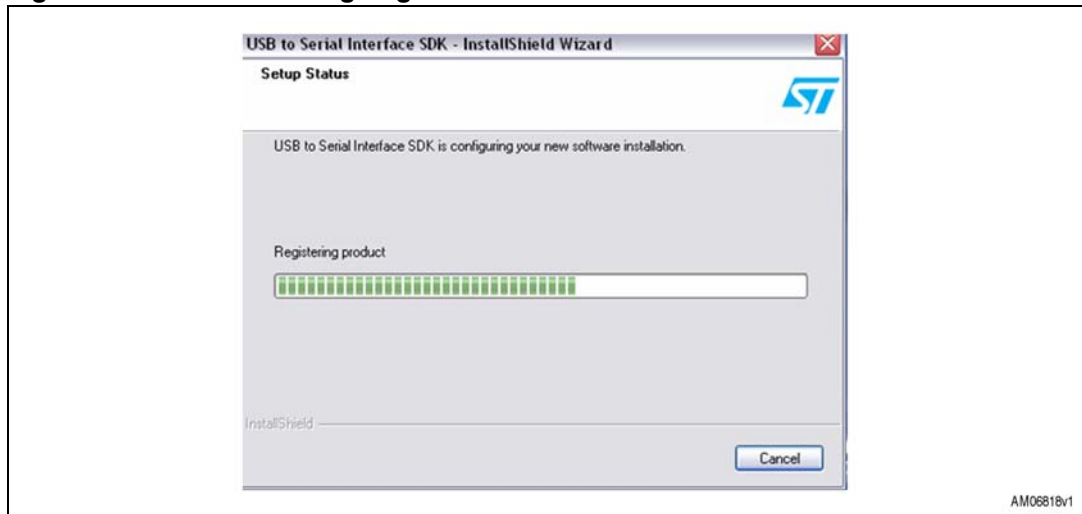 USB to Serial Interface SDK - InstallShield Wizard
Setup Status
ST
USB to Serial Interface SDK is configuring your new software installation.
Registering product
InstallShield
Cancel
AM06818v1